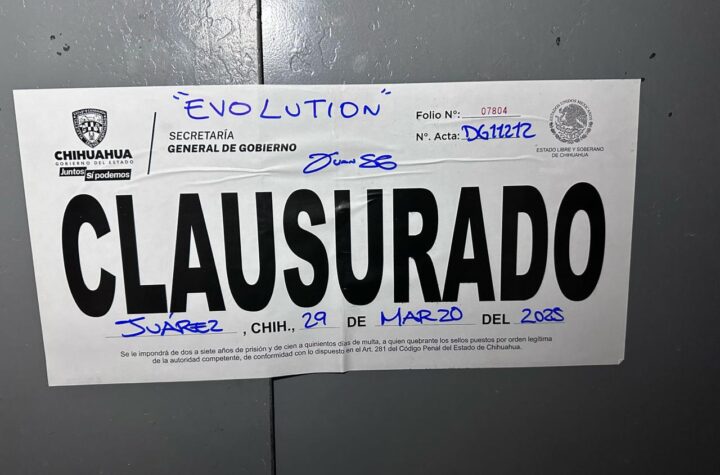 "EVOLUTION"
CHIHUAHUA
GOBIERNO DEL ESTADO
Juntos Sí podemos
SECRETARÍA
GENERAL DE GOBIERNO
Folio Nº: 07804
Nº. Acta: DG11212
ESTADOS UNIDOS MEXICANOS
ESTADO LIBRE Y SOBERANO
DE CHIHUAHUA
CLAUSURADO
JUÁREZ, CHIH., 29 DE MARZO DEL 2025
Se le impondrá de dos a siete años de prisión y de cien a quinientos días de multa, a quien quebrante los sellos puestos por orden legítima
de la autoridad competente, de conformidad con lo dispuesto en el Art. 281 del Código Penal del Estado de Chihuahua.